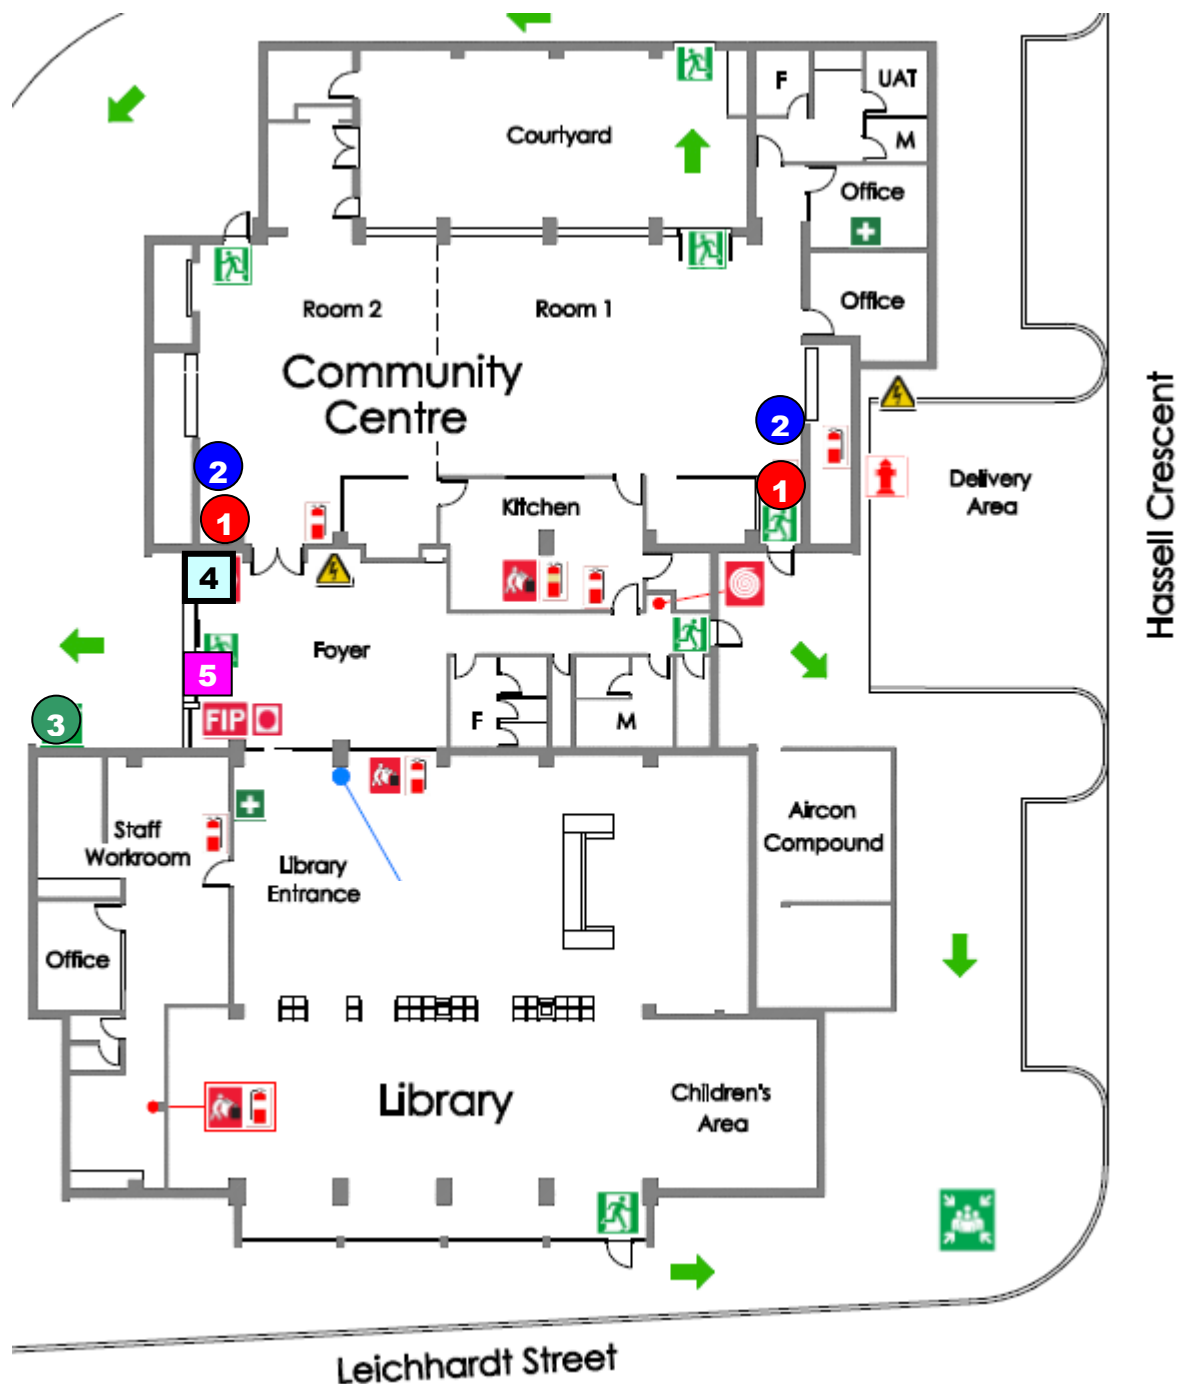 F
UAT
Courtyard
M
Office
Office
Room 2
Room 1
Community
Centre
2
2
1
1
Kitchen
Delivery
Area
Hassell Crescent
4
Foyer
5
3
FIP
F
M
Staff
Workroom
Library
Entrance
Aircon
Compound
Office
Library
Children's
Area
Leichhardt Street